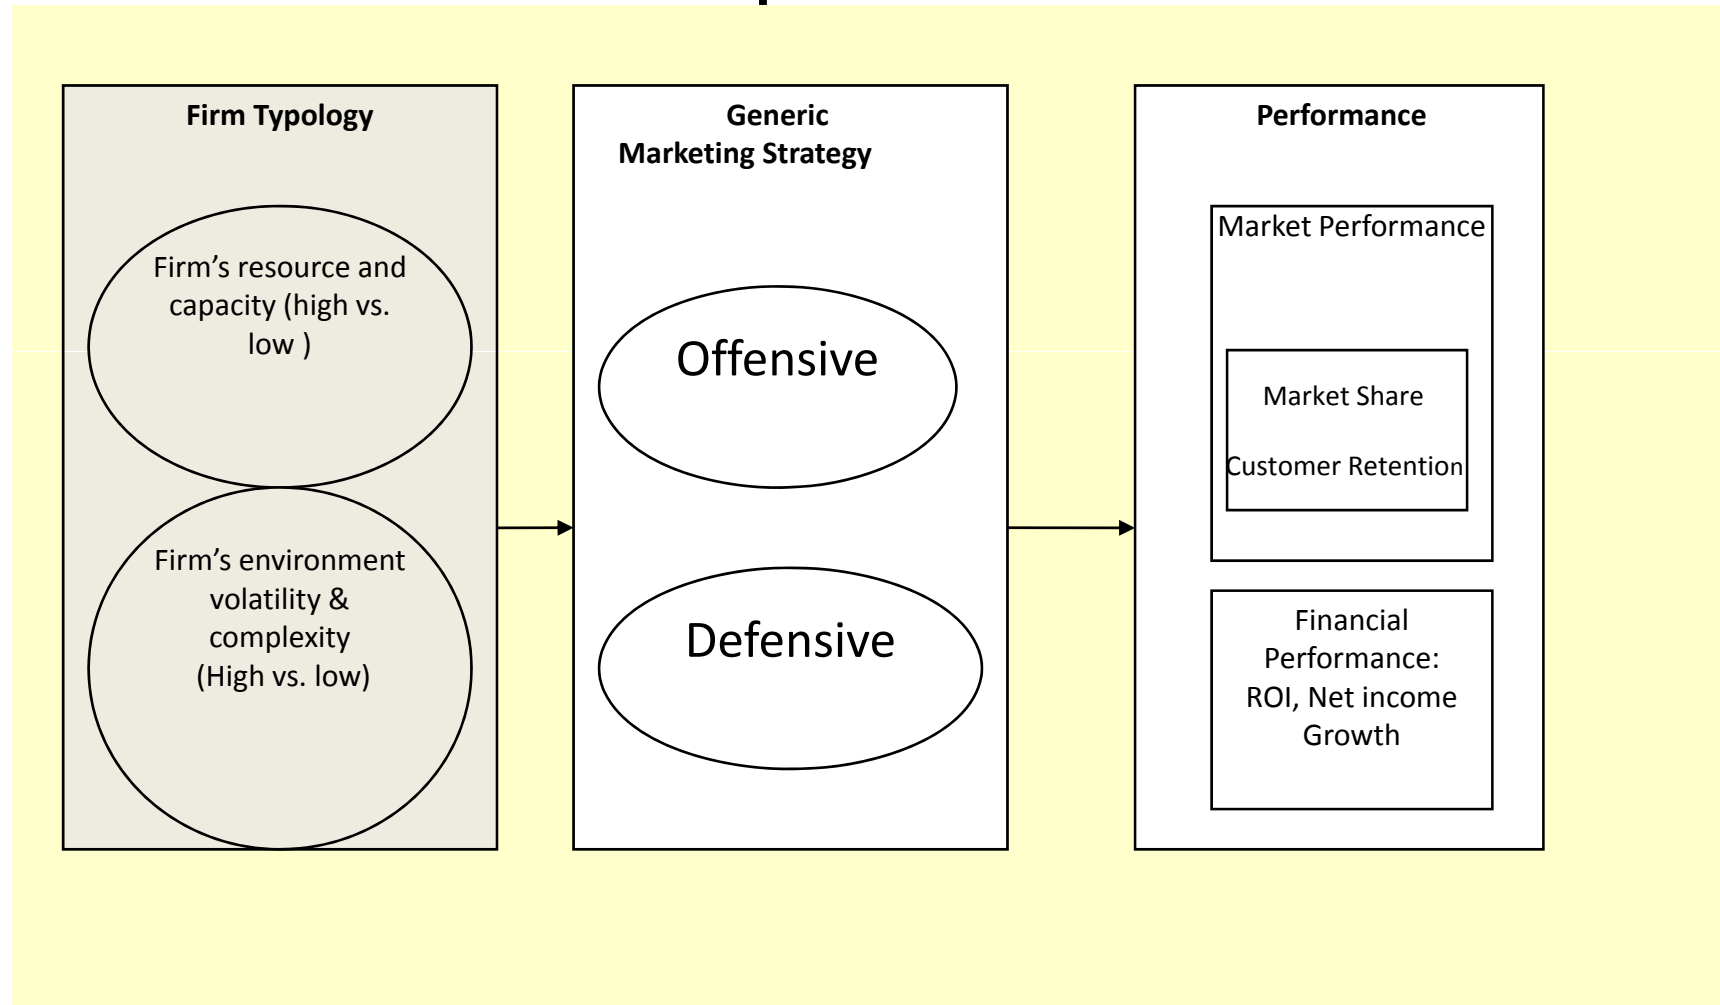 Firm Typology
Firm’s resource and
capacity (high vs.
low )
Firm’s environment
volatility &
complexity
(High vs. low)
Generic
Marketing Strategy
Offensive
Defensive
Performance
Market Performance
Market Share
Customer Retention
Financial
Performance:
ROI, Net income
Growth